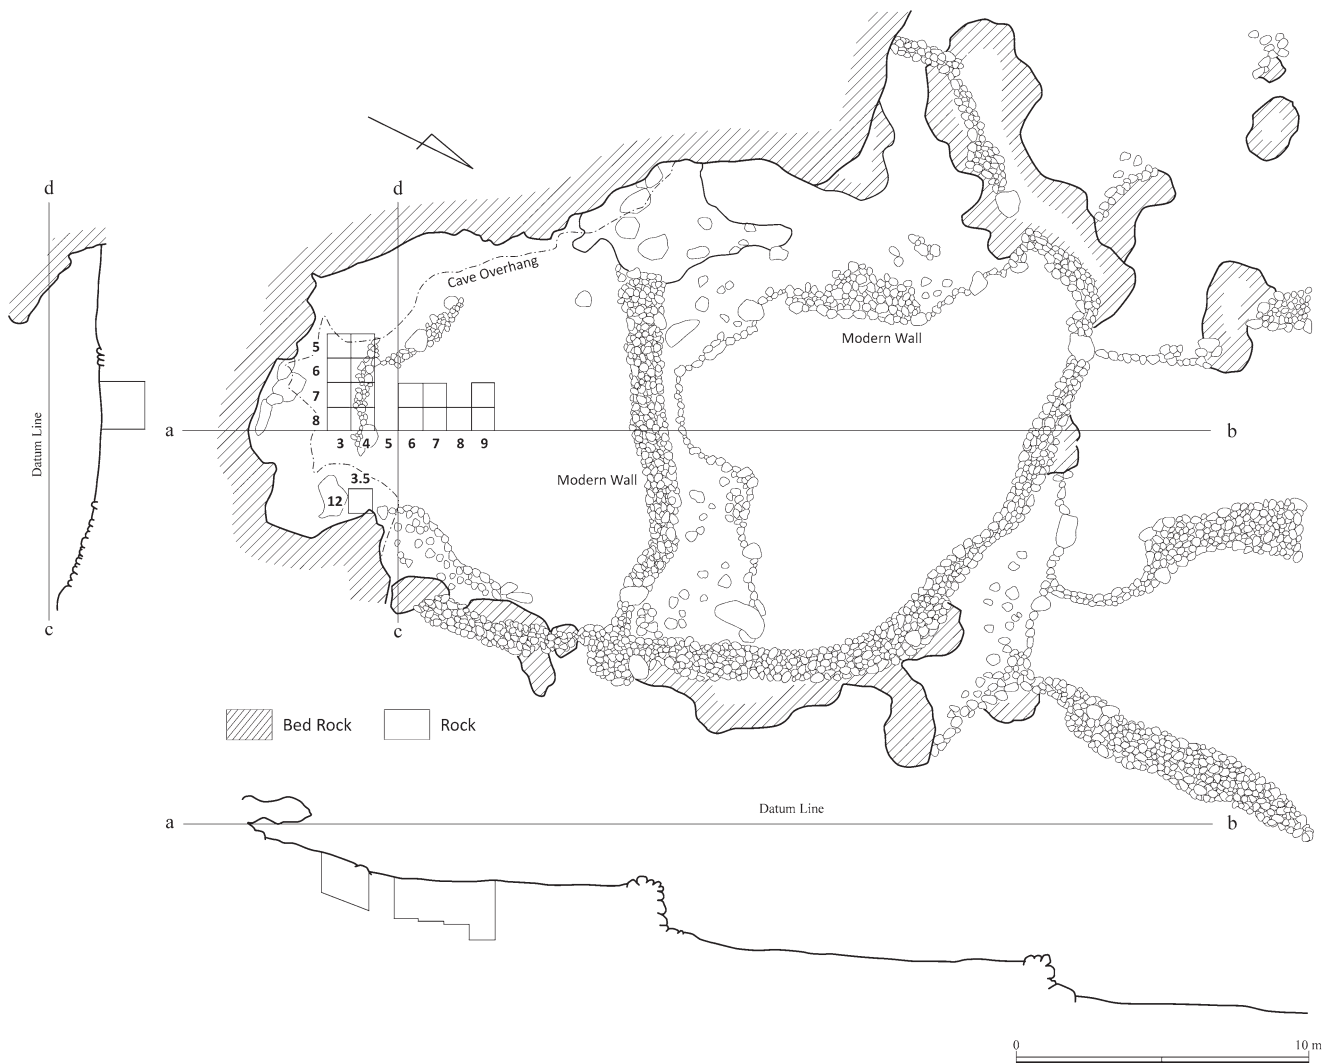 d
d
Cave Overhang
5
6
7
8
Modern Wall
Datum Line
a
b
3 4 5 6 7 8 9
3.5
12
Modern Wall
c
c
Bed Rock
Rock
Datum Line
a
b
0
10 m